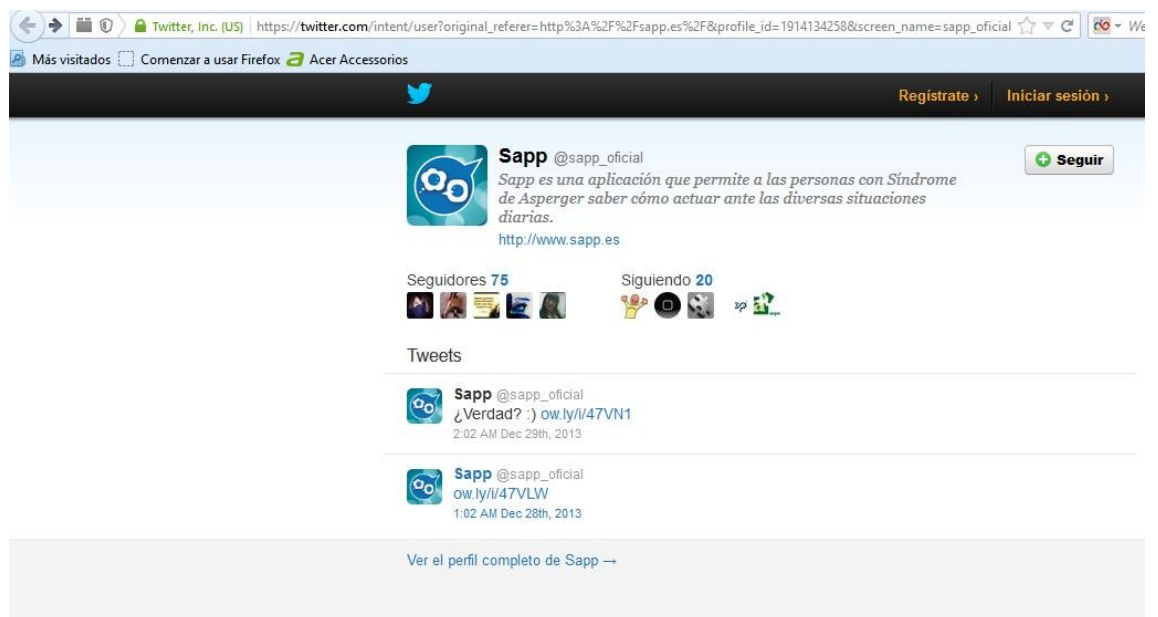 Twitter, Inc. (US) https://twitter.com/intent/user?original_referer=http%3A%2F%2Fsapp.es%2F&profile_id=1914134258&screen_name=sapp_oficial We
Más visitados Comenzar a usar Firefox Acer Accessorios
Regístrate › Iniciar sesión ›
Sapp @sapp_oficial
Seguir
Sapp es una aplicación que permite a las personas con Síndrome
de Asperger saber cómo actuar ante las diversas situaciones
diarias.
http://www.sapp.es
Seguidores 75 Siguiendo 20
Tweets
Sapp @sapp_oficial
¿Verdad? :) ow.ly/i/47VN1
2:02 AM Dec 29th, 2013
Sapp @sapp_oficial
ow.ly/i/47VLW
1:02 AM Dec 28th, 2013
Ver el perfil completo de Sapp →